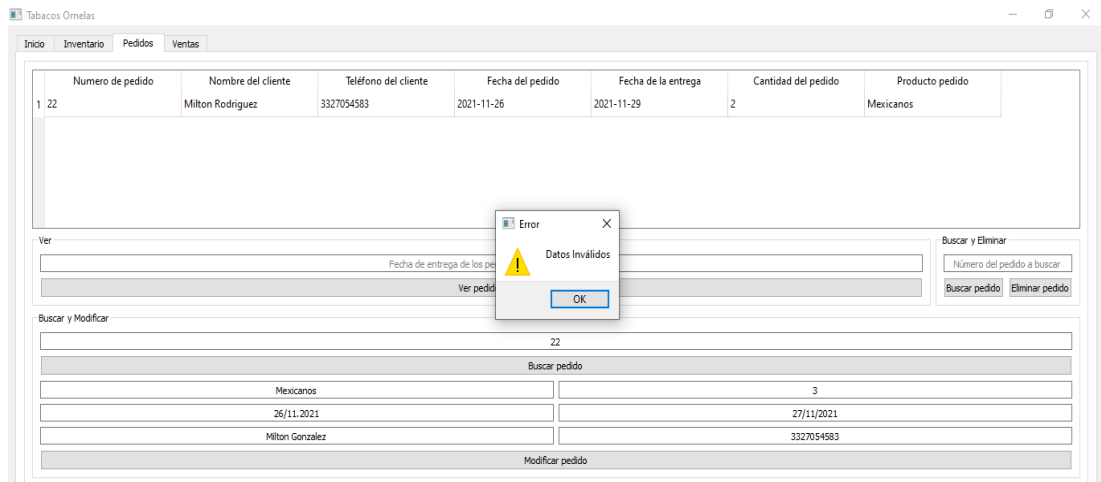 Tabacos Ornelas
Inicio Inventario Pedidos Ventas
Numero de pedido Nombre del cliente Teléfono del cliente Fecha del pedido Fecha de la entrega Cantidad del pedido Producto pedido
1 22 Milton Rodriguez 3327054583 2021-11-26 2021-11-29 2 Mexicanos
Error
Datos Inválidos
OK
Ver
Fecha de entrega de los pe
Ver pedid
Buscar y Eliminar
Número del pedido a buscar
Buscar pedido Eliminar pedido
Buscar y Modificar
22
Buscar pedido
Mexicanos 3
26/11.2021 27/11/2021
Milton Gonzalez 3327054583
Modificar pedido